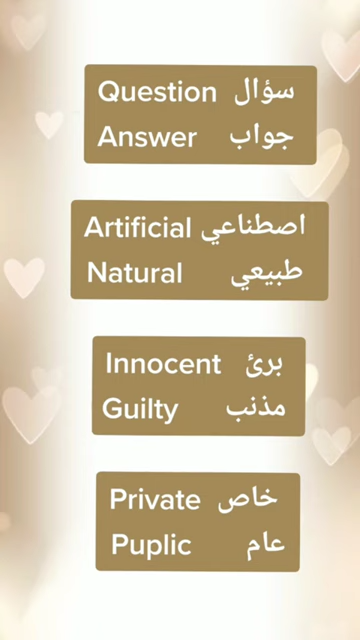 Question سؤال
Answer جواب
Artificial اصطناعي
Natural طبيعي
Innocent برئ
Guilty مذنب
Private خاص
Puplic عام